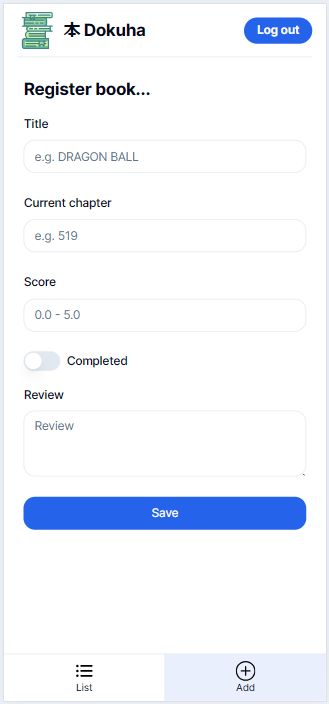 本 Dokuha
Log out
Register book...
Title
e.g. DRAGON BALL
Current chapter
e.g. 519
Score
0.0 - 5.0
Completed
Review
Review
Save
List
Add